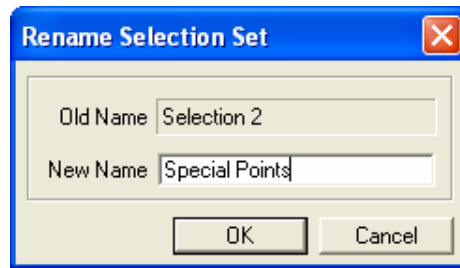 Rename Selection Set
Old Name Selection 2
New Name Special Points
OK Cancel